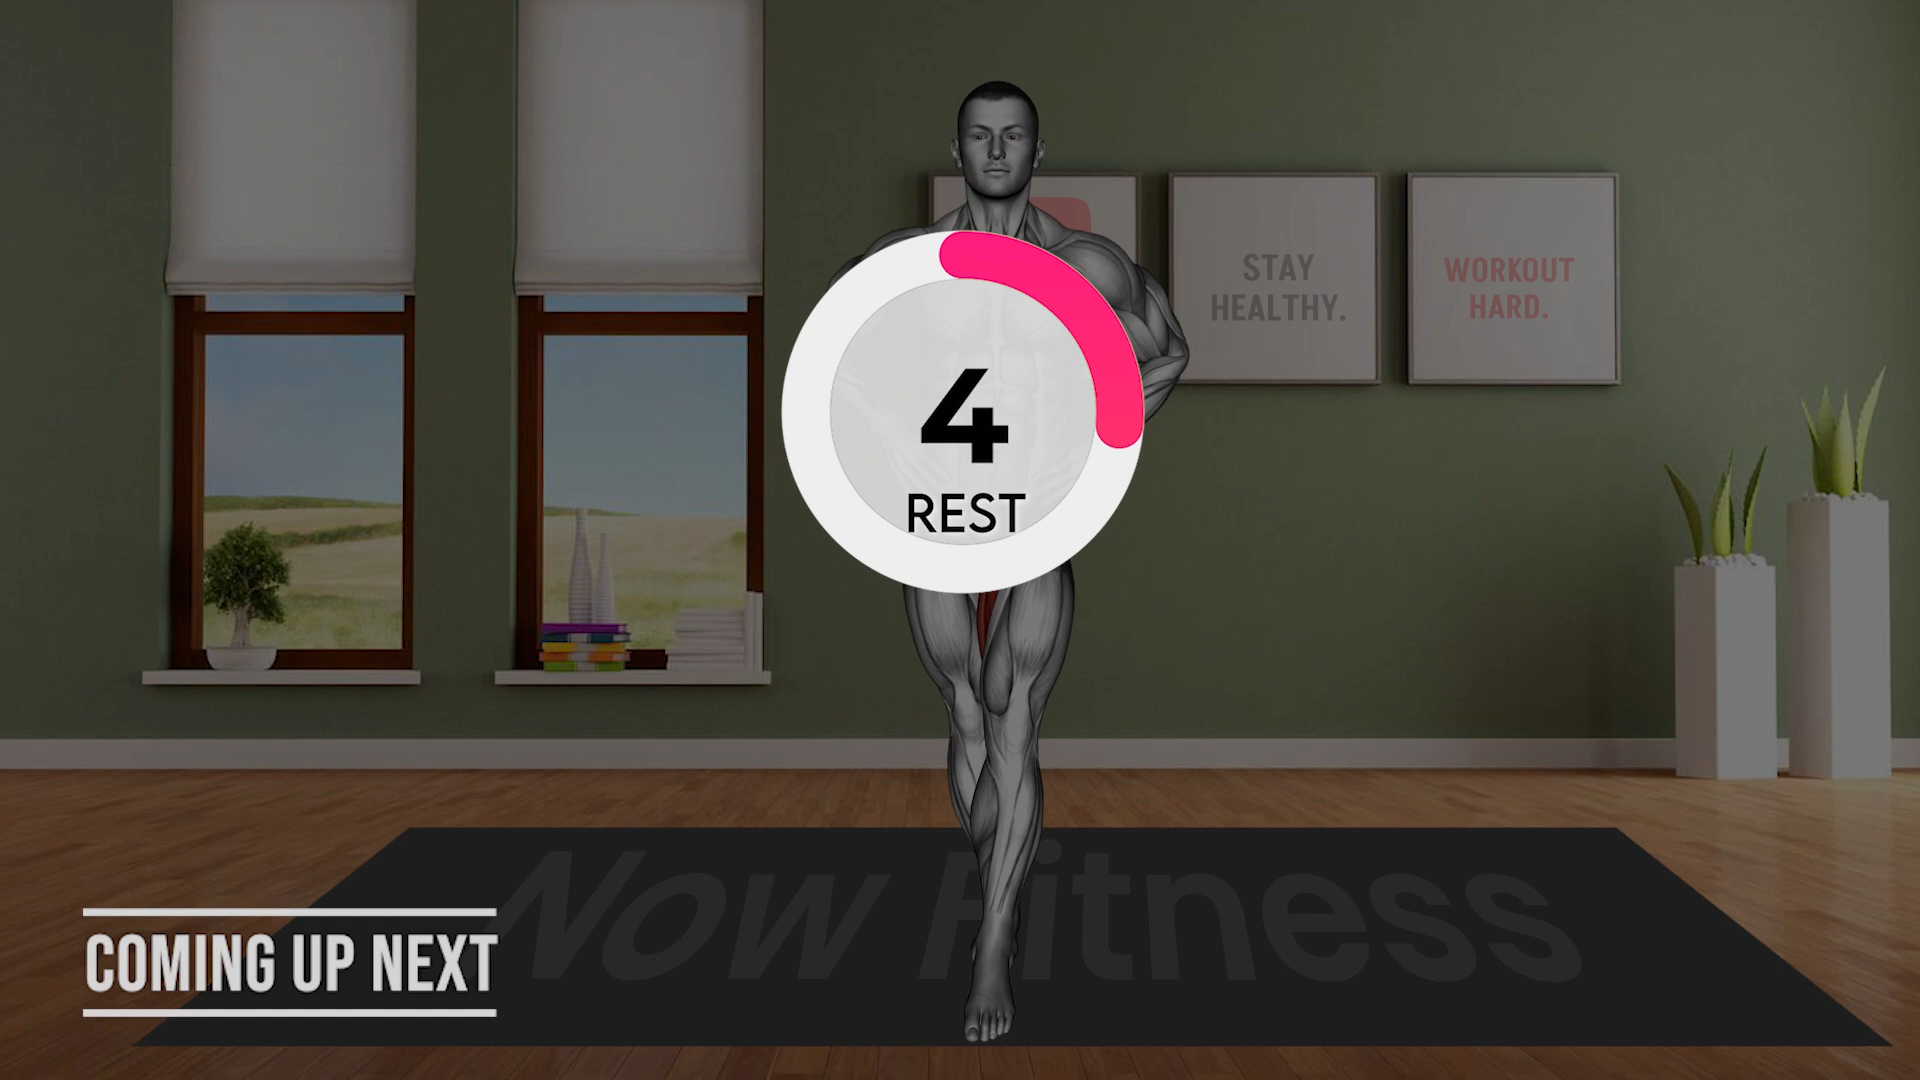 STAY
HEALTHY.
WORKOUT
HARD.
4
REST
Now Fitness
COMING UP NEXT